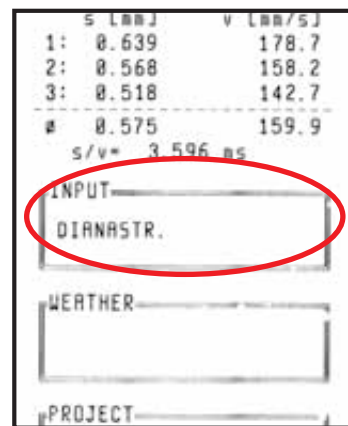 s [mm] v [mm/s]
1: 0.639 178.7
2: 0.568 158.2
3: 0.518 142.7
ø 0.575 159.9
s/v= 3.596 ms
INPUT
DIANASTR.
WEATHER
PROJECT